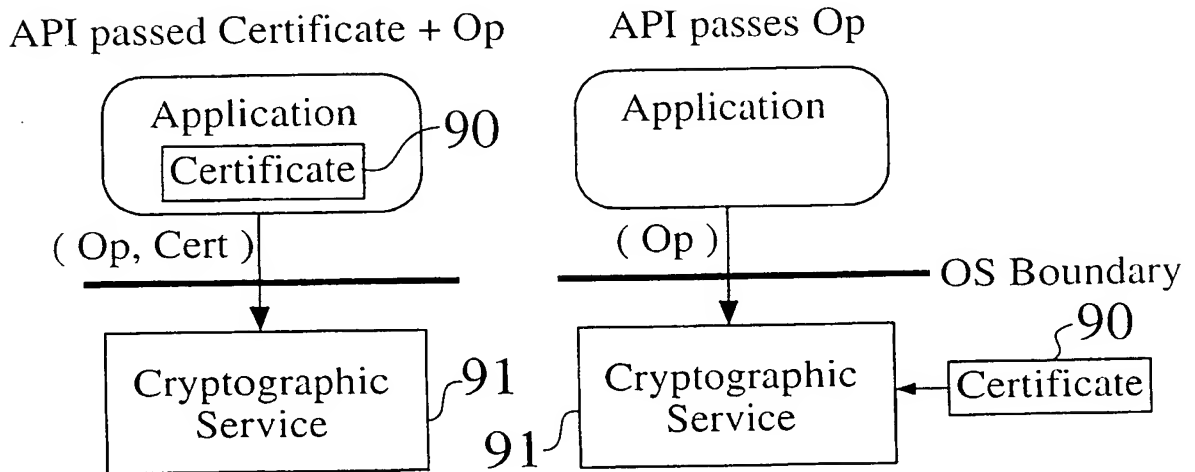 API passed Certificate + Op
Application
Certificate
90
( Op, Cert )
Cryptographic
Service
91
API passes Op
Application
( Op )
OS Boundary
90
Cryptographic
Service
Certificate
91